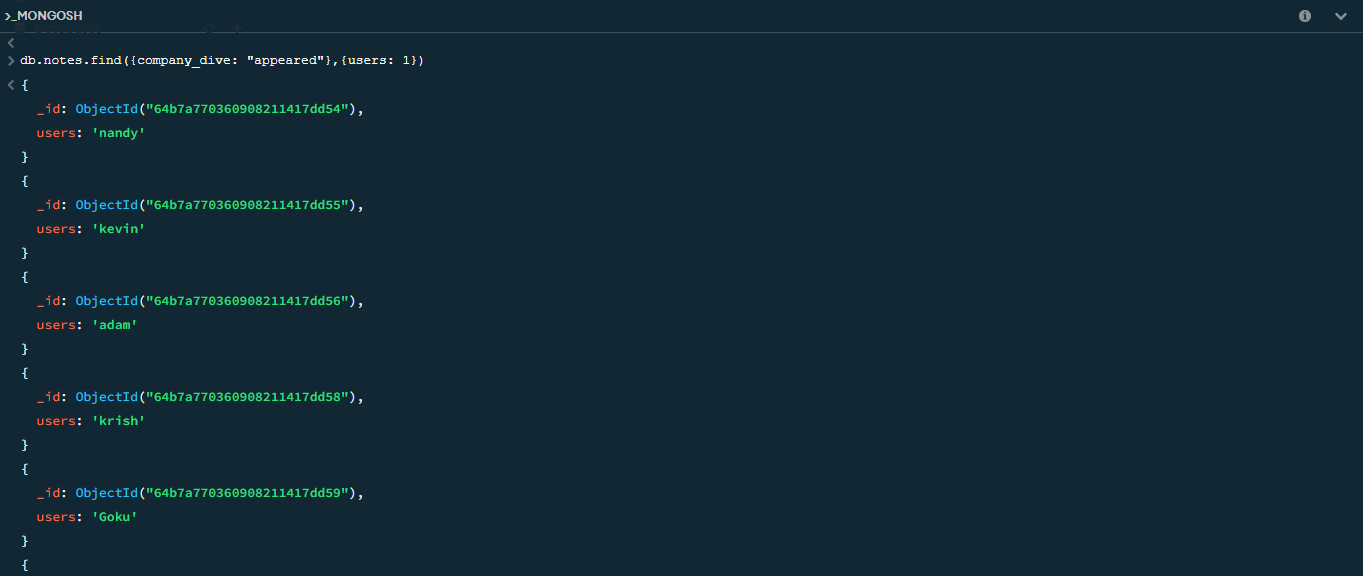 >_MONGOSH
<
> db.notes.find({company_dive: "appeared"},{users: 1})
< {
_id: ObjectId("64b7a770360908211417dd54"),
users: 'nandy'
}
{
_id: ObjectId("64b7a770360908211417dd55"),
users: 'kevin'
}
{
_id: ObjectId("64b7a770360908211417dd56"),
users: 'adam'
}
{
_id: ObjectId("64b7a770360908211417dd58"),
users: 'krish'
}
{
_id: ObjectId("64b7a770360908211417dd59"),
users: 'Goku'
}
{